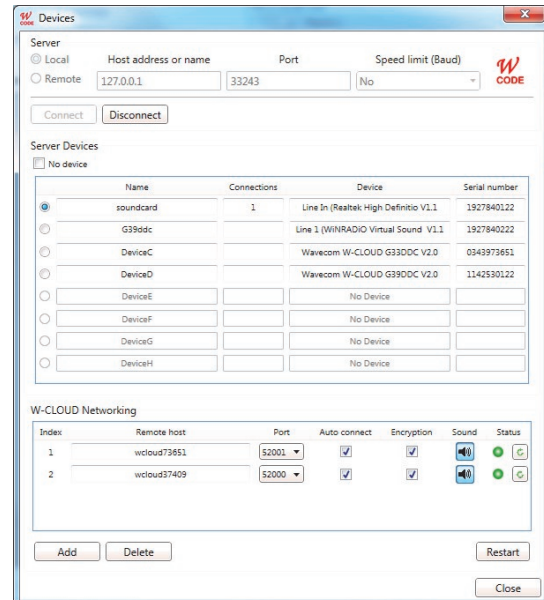 Devices
Server
Local Host address or name Port Speed limit (Baud)
Remote 127.0.0.1 33243 No
W CODE
Connect Disconnect
Server Devices
No device
Name Connections Device Serial number
soundcard 1 Line In (Realtek High Definitio V1.1 1927840122
G39ddc Line 1 (WiNRADiO Virtual Sound V1.1 1927840222
DeviceC Wavecom W-CLOUD G33DDC V2.0 0343973651
DeviceD Wavecom W-CLOUD G39DDC V2.0 1142530122
DeviceE No Device
DeviceF No Device
DeviceG No Device
DeviceH No Device
W-CLOUD Networking
Index Remote host Port Auto connect Encryption Sound Status
1 wcloud73651 52001
2 wcloud37409 52000
Add Delete Restart
Close